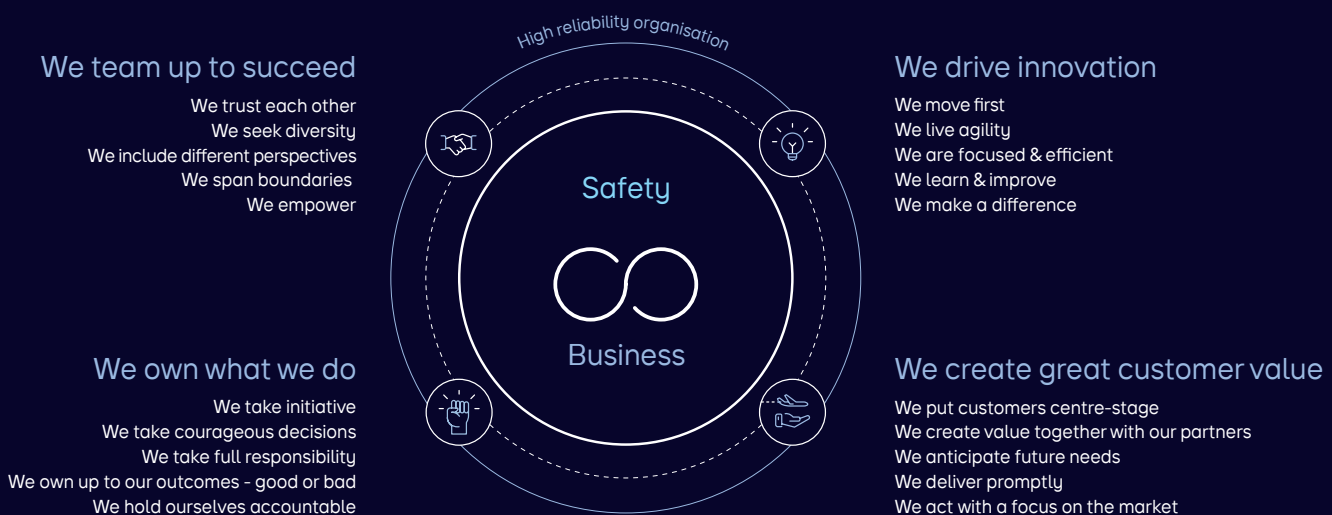 High reliability organisation
We team up to succeed
We trust each other
We seek diversity
We include different perspectives
We span boundaries
We empower
We drive innovation
We move first
We live agility
We are focused & efficient
We learn & improve
We make a difference
Safety
Business
We own what we do
We take initiative
We take courageous decisions
We take full responsibility
We own up to our outcomes - good or bad
We hold ourselves accountable
We create great customer value
We put customers centre-stage
We create value together with our partners
We anticipate future needs
We deliver promptly
We act with a focus on the market